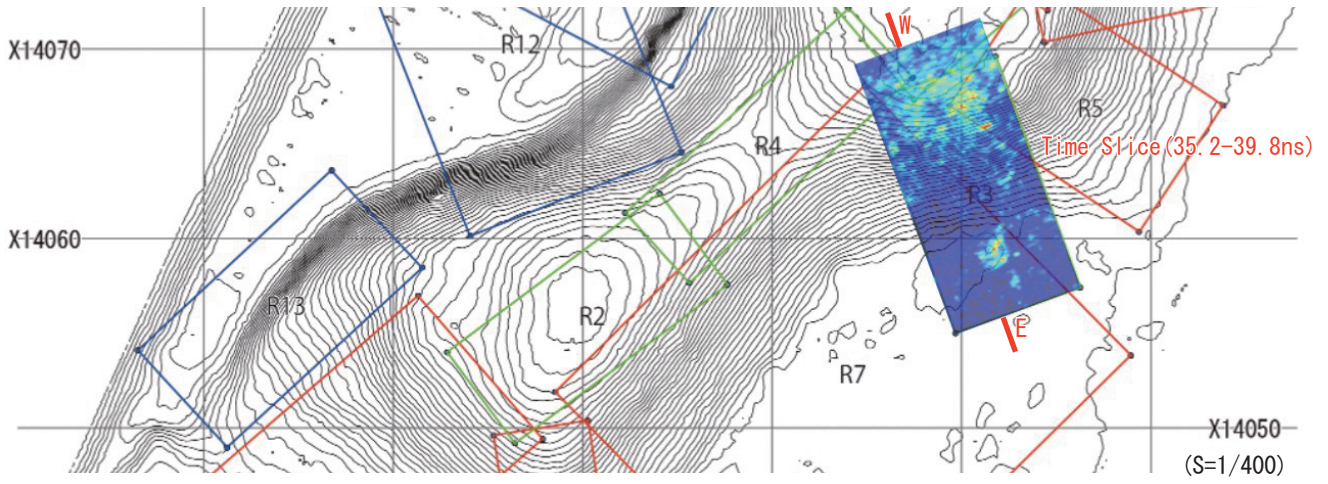 W
X14070
R12
R5
R4
Time Slice(35.2-39.8ns)
R3
X14060
R13
R2
E
R7
X14050
(S=1/400)